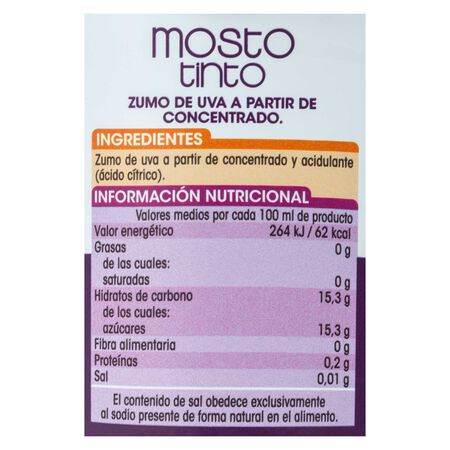 mosto
tinto
ZUMO DE UVA A PARTIR DE
CONCENTRADO.
INGREDIENTES
Zumo de uva a partir de concentrado y acidulante
(ácido cítrico).
INFORMACIÓN NUTRICIONAL
Valores medios por cada 100 ml de producto
Valor energético 264 kJ / 62 kcal
Grasas 0 g
de las cuales:
saturadas 0 g
Hidratos de carbono 15,3 g
de los cuales:
azúcares 15,3 g
Fibra alimentaria 0 g
Proteínas 0,2 g
Sal 0,01 g
El contenido de sal obedece exclusivamente
al sodio presente de forma natural en el alimento.